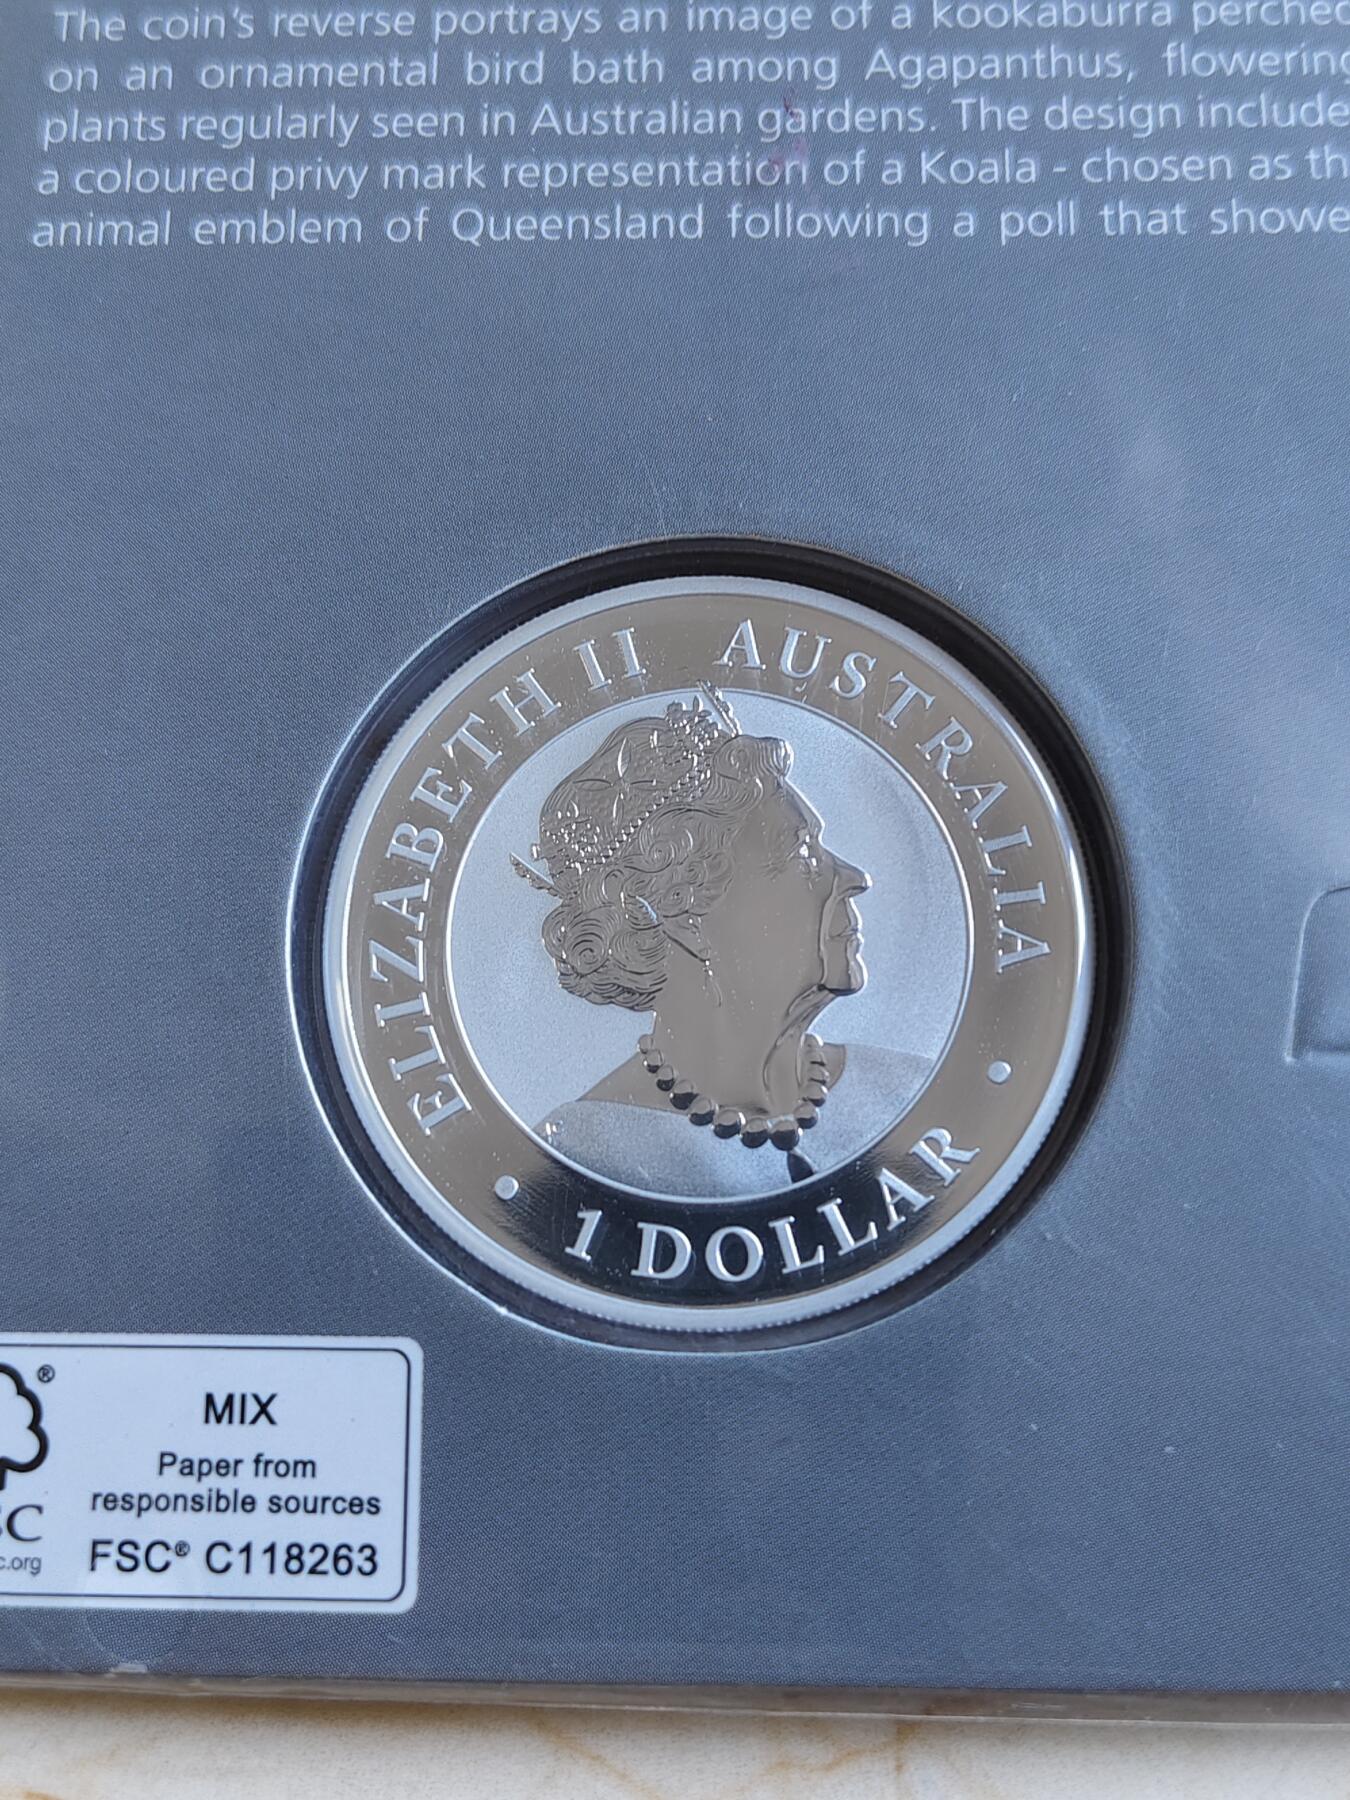 The coin's reverse portrays an image of a kookaburra perched
on an ornamental bird bath among Agapanthus, flowering
plants regularly seen in Australian gardens. The design include
a coloured privy mark representation of a Koala - chosen as th
animal emblem of Queensland following a poll that showe
ELIZABETH II AUSTRALIA
• 1 DOLLAR •
®
MIX
Paper from
responsible sources
SC
c.org
FSC® C118263